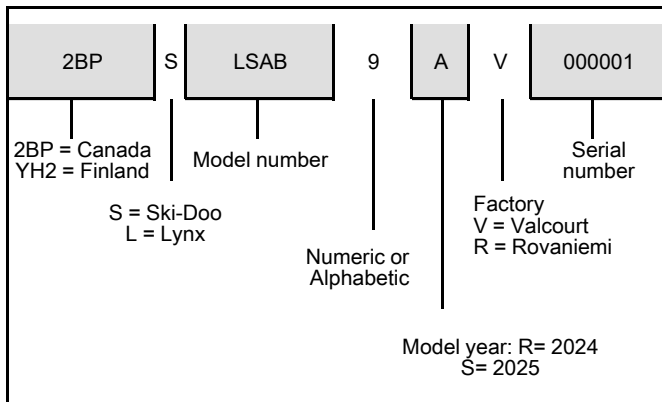 2BP S LSAB 9 A V 000001
2BP = Canada
YH2 = Finland
Model number
Serial
number
S = Ski-Doo
L = Lynx
Factory
V = Valcourt
R = Rovaniemi
Numeric or
Alphabetic
Model year: R= 2024
S= 2025